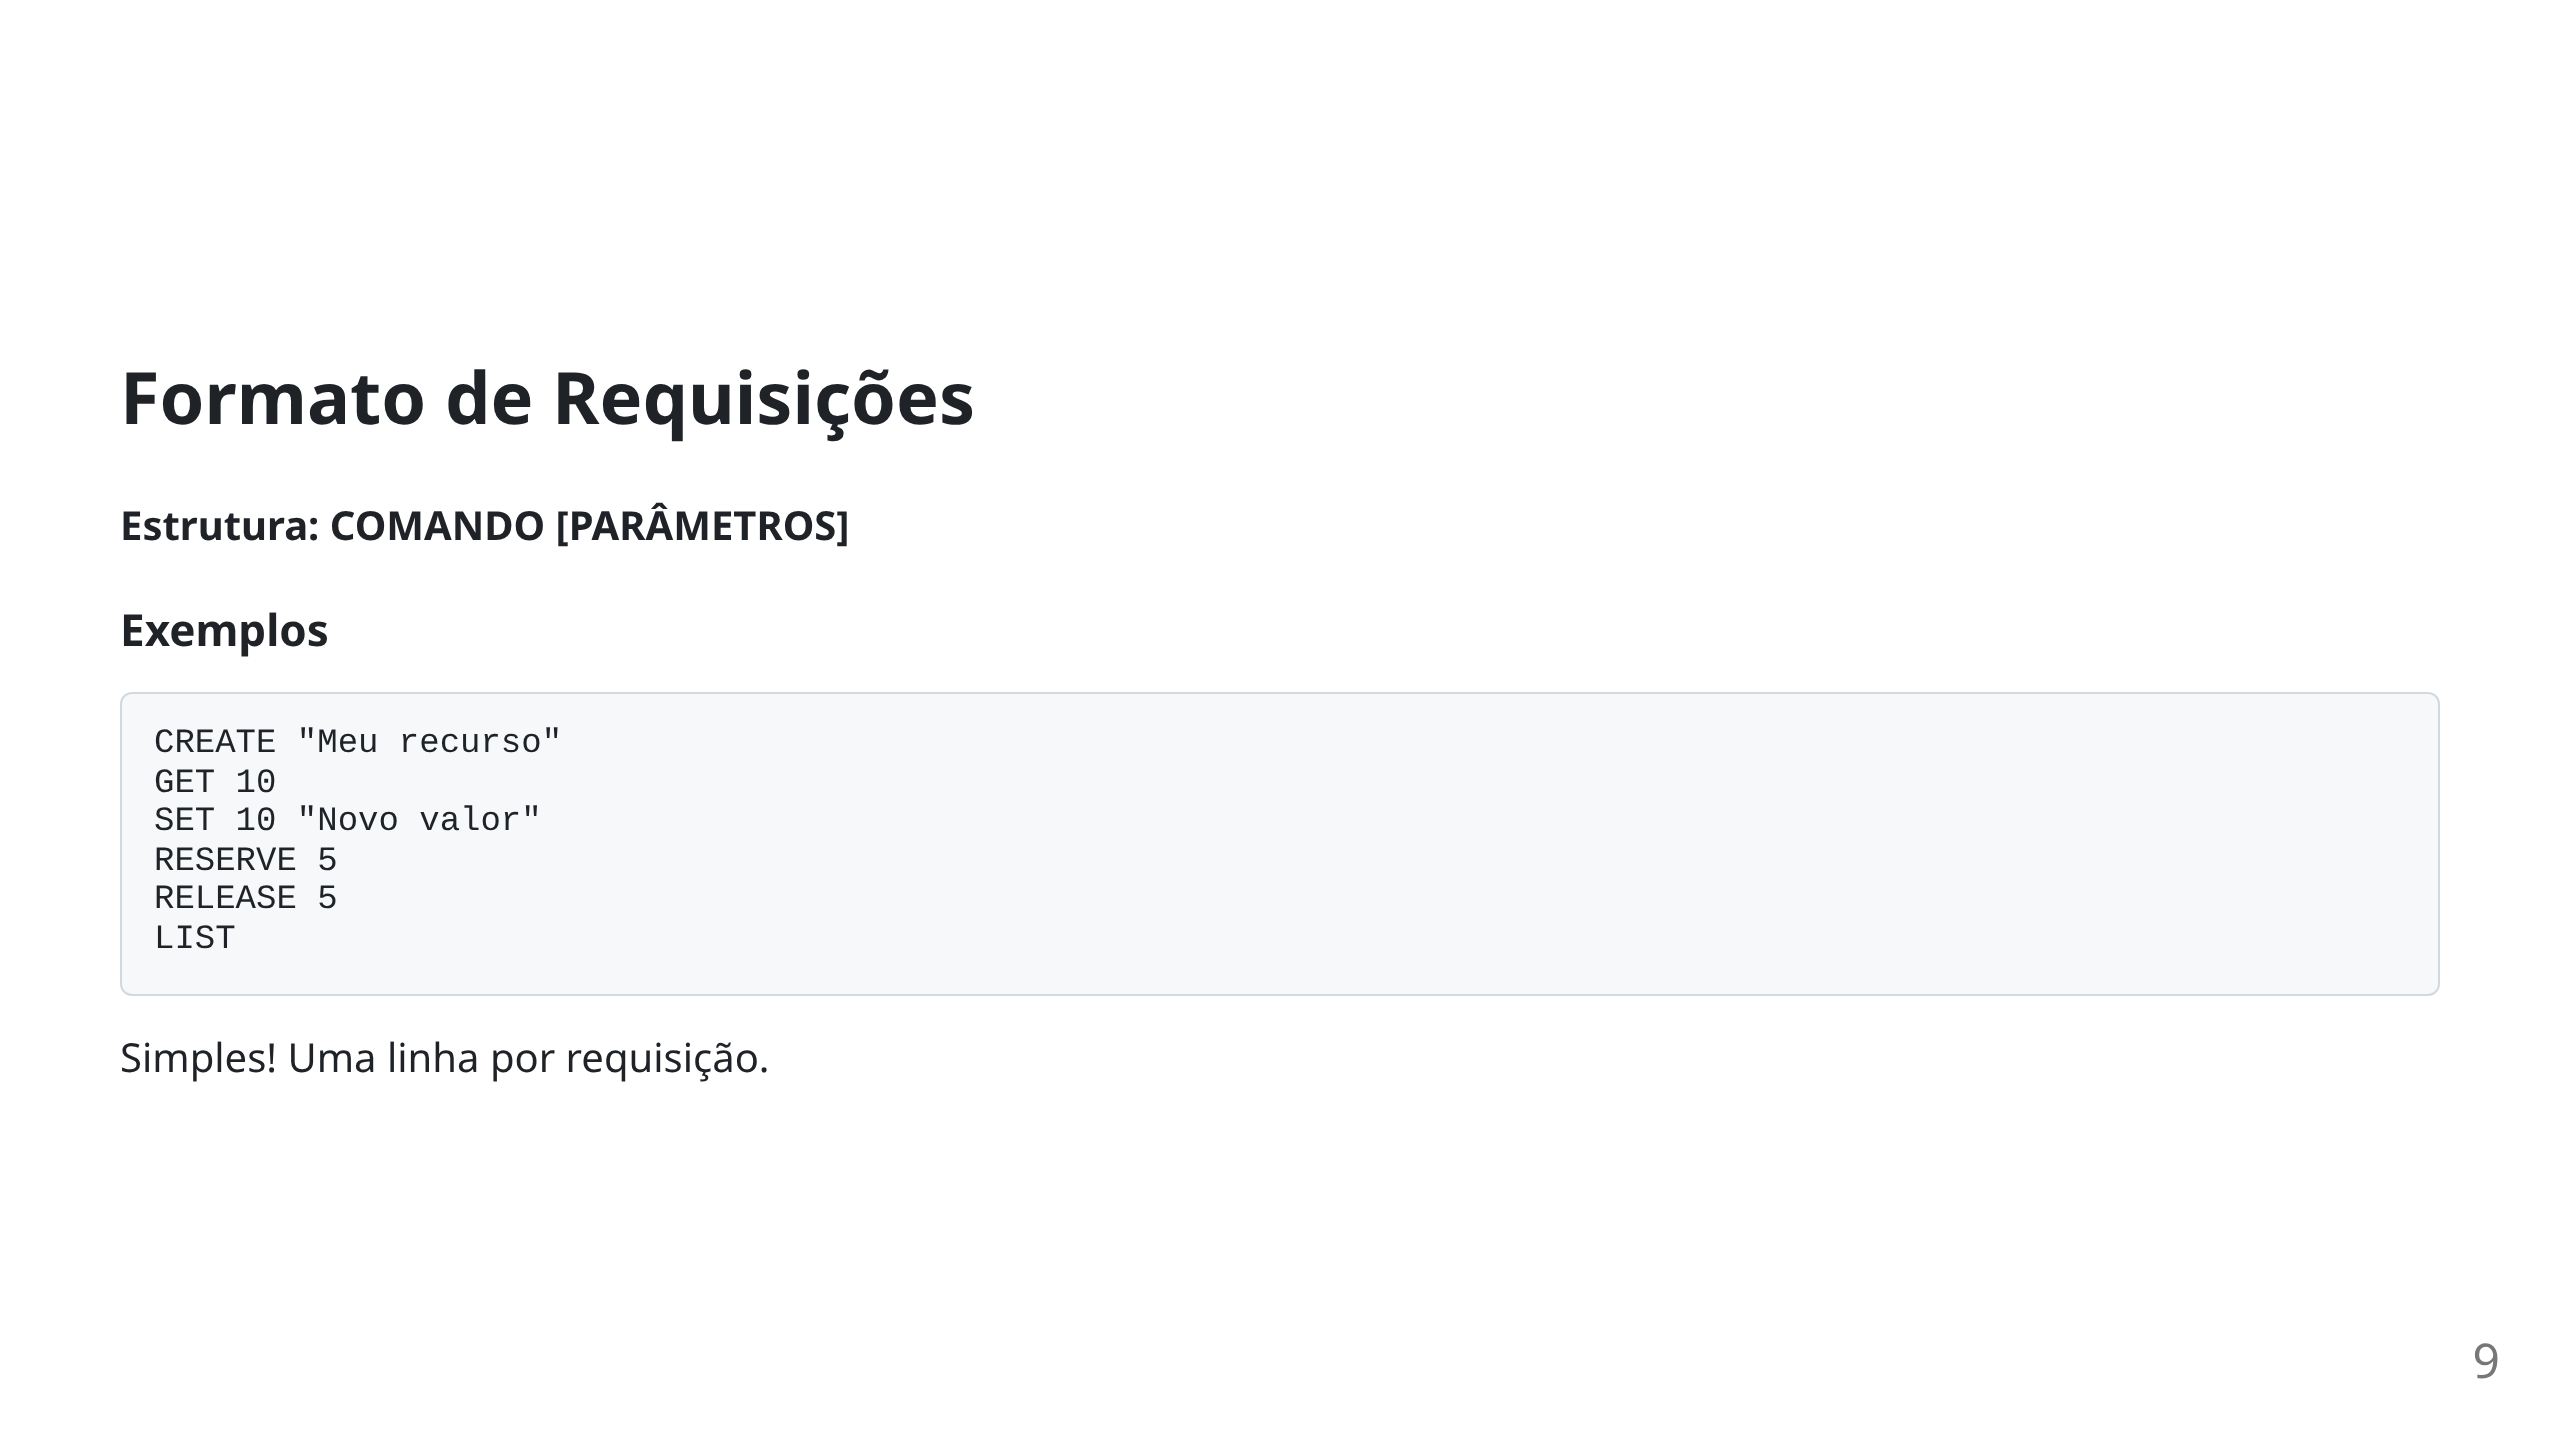 Formato de Requisições
Estrutura: COMANDO [PARÂMETROS]
Exemplos
CREATE "Meu recurso"
GET 10
SET 10 "Novo valor"
RESERVE 5
RELEASE 5
LIST
Simples! Uma linha por requisição.
9